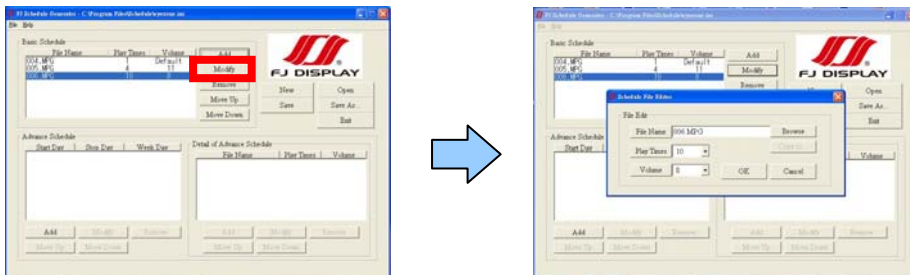 FJ Schedule Generator - C:\Program Files\Schedule\
File Help
Basic Schedule
File Name Play Times Volume
004.MPG 1 Default
005.MPG 4 11
006.MPG 10 8
Add
Modify
Remove
Move Up
Move Down
FJ DISPLAY
New Open
Save Save As..
Exit
Advance Schedule
Start Day Stop Day Week Day
Detail of Advance Schedule
File Name Play Times Volume
Add Modify Remove
Move Up Move Down
Add Modify Remove
Move Up Move Down
FJ Schedule Generator - C:\Program Files\Schedule\
File Help
Basic Schedule
File Name Play Times Volume
004.MPG 1 Default
005.MPG 4 11
006.MPG 10 8
Add
Modify
Remove
FJ DISPLAY
Open
Save As..
Exit
Schedule File Editor
File Edit
File Name 006.MPG Browse
Play Times 10
Volume 8 OK Cancel
Advance Schedule
Start Day
Volume
Add Modify Remove
Move Up Move Down
Add Modify Remove
Move Up Move Down